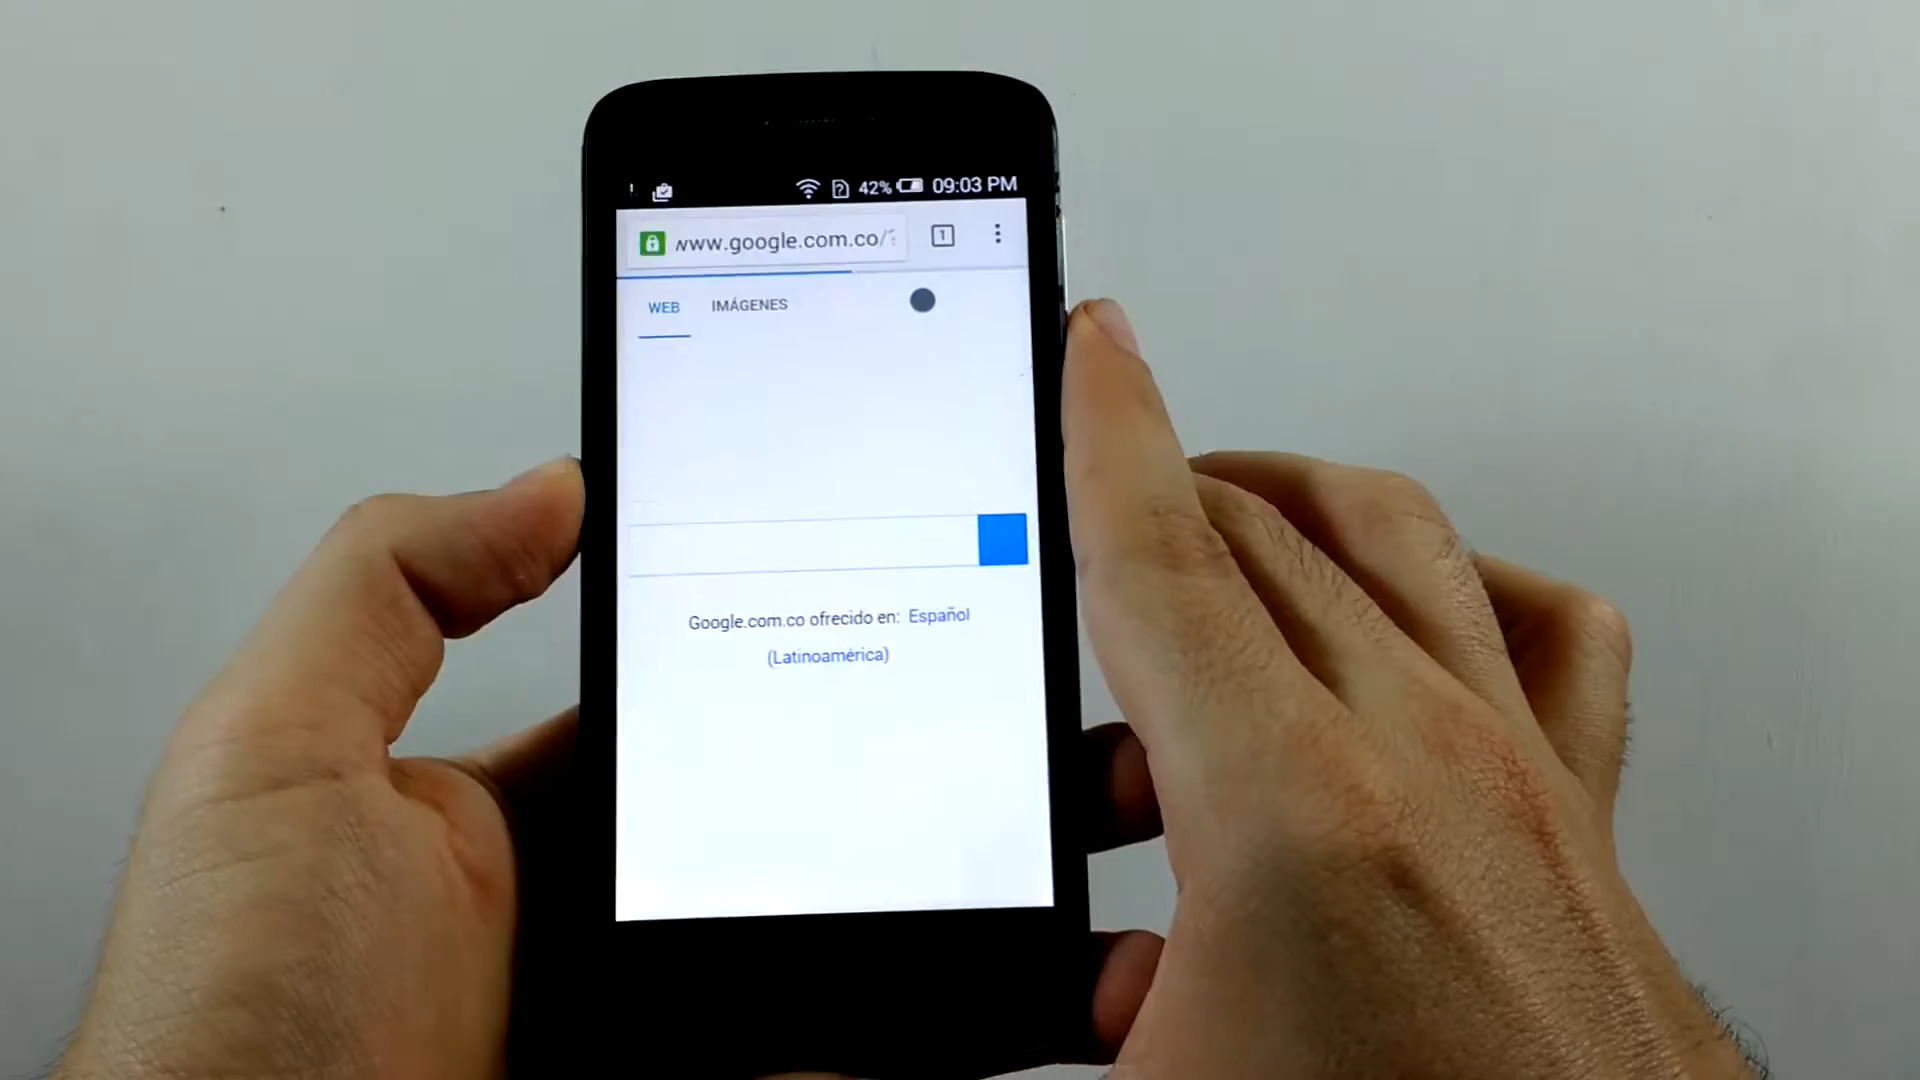 42% 09:03 PM
www.google.com.co/
1
WEB IMÁGENES
Google.com.co ofrecido en: Español
(Latinoamérica)